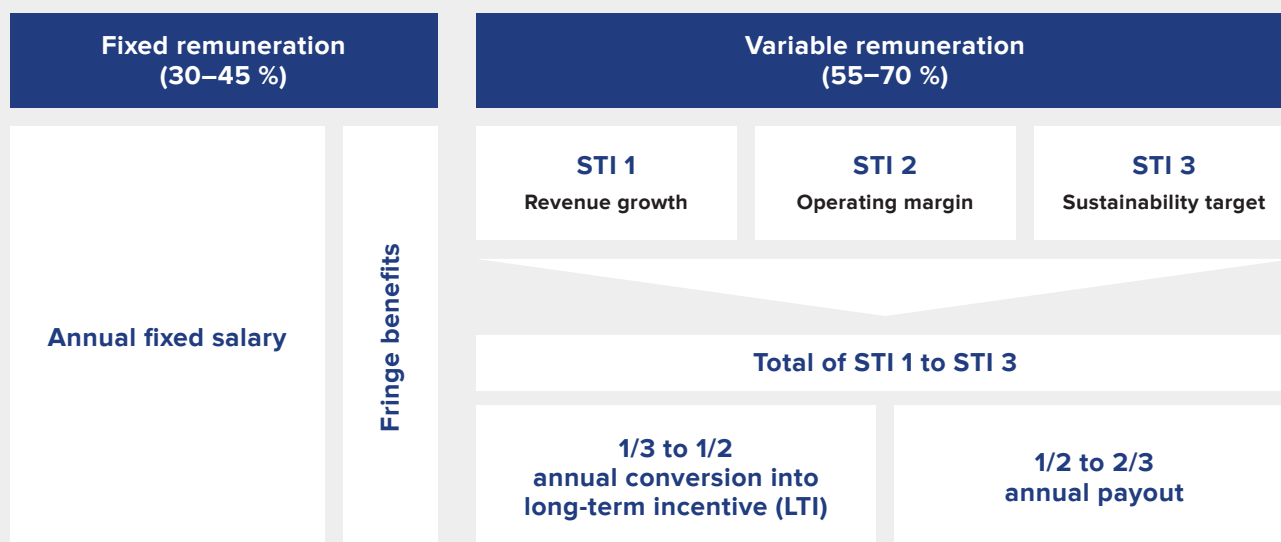 Fixed remuneration
(30–45 %)
Annual fixed salary
Fringe benefits
Variable remuneration
(55–70 %)
STI 1
Revenue growth
STI 2
Operating margin
STI 3
Sustainability target
Total of STI 1 to STI 3
1/3 to 1/2
annual conversion into
long-term incentive (LTI)
1/2 to 2/3
annual payout